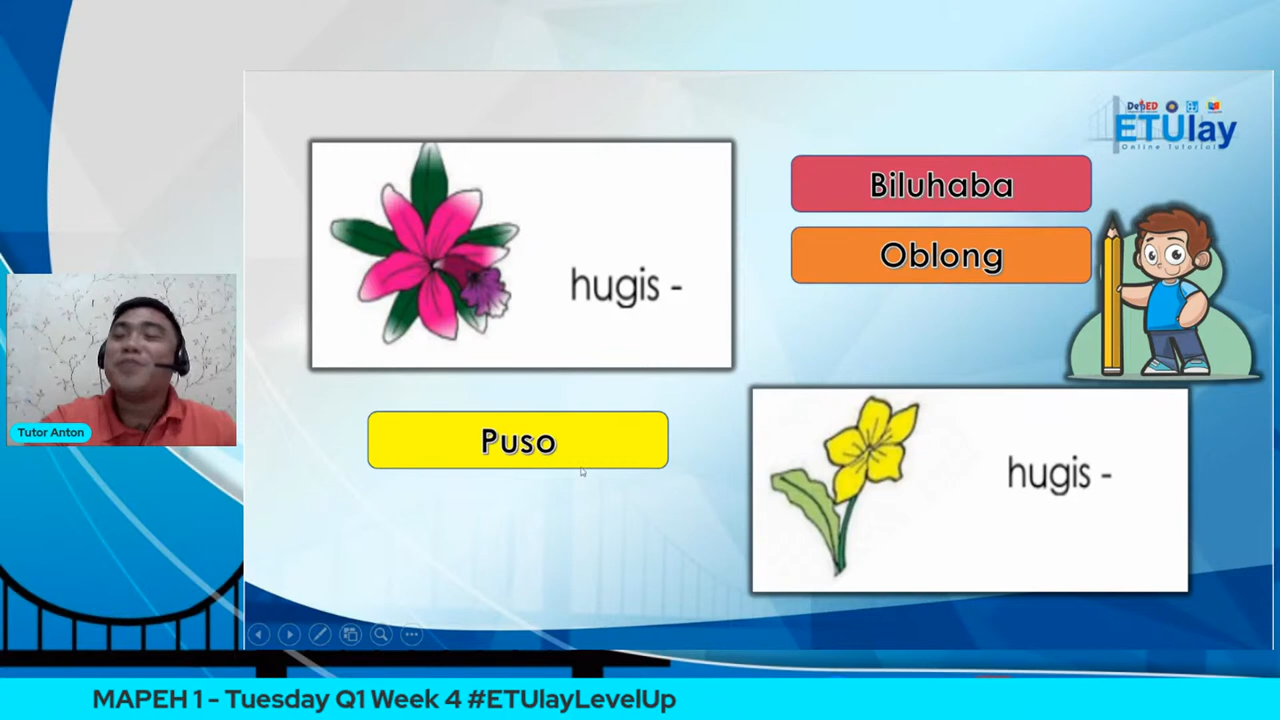 DepED
ETUlay
Online Tutorial
Biluhaba
Oblong
hugis -
Puso
hugis -
Tutor Anton
MAPEH 1 - Tuesday Q1 Week 4 #ETUlayLevelUp